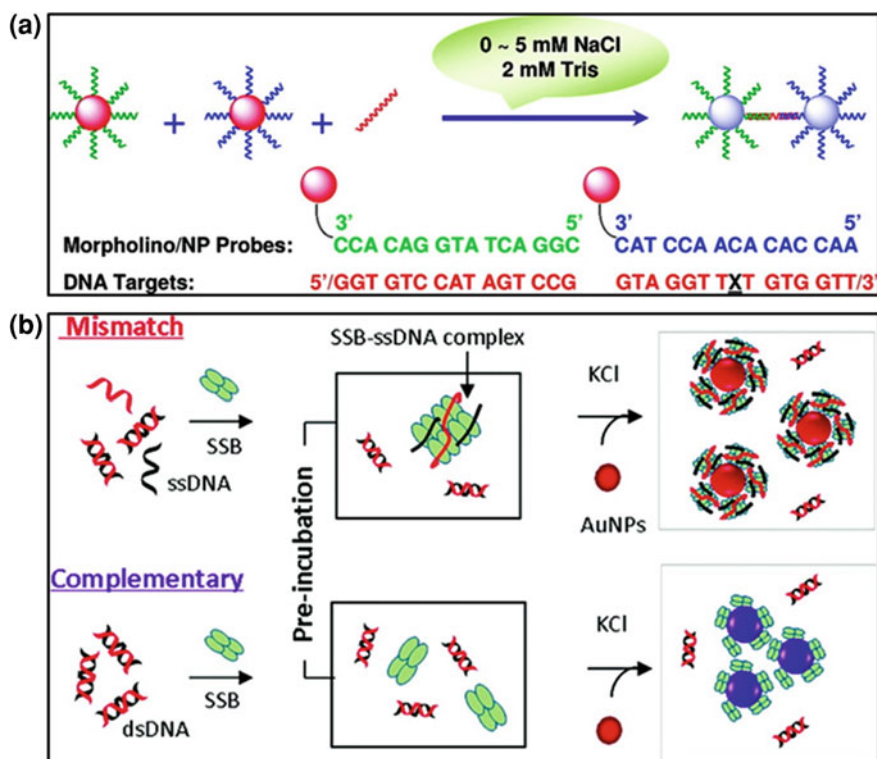 (a)
0 ~ 5 mM NaCl
2 mM Tris
+ +
3' 5' 3' 5'
Morpholino/NP Probes: CCA CAG GTA TCA GGC CAT CCA ACA CAC CAA
DNA Targets: 5'/GGT GTC CAT AGT CCG GTA GGT TXT GTG GTT/3'
(b)
Mismatch
SSB-ssDNA complex
KCl
SSB
ssDNA
AuNPs
Pre-incubation
Complementary
KCl
SSB
dsDNA